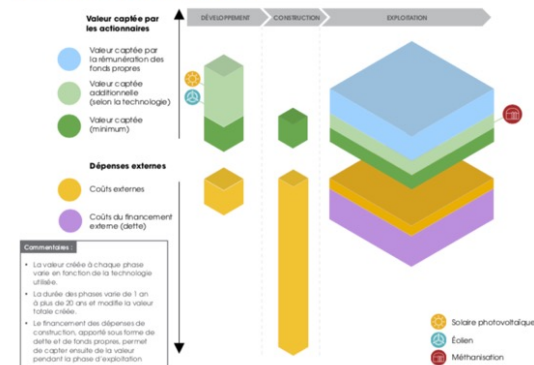 Valeur captée par
les actionnaires
DÉVELOPPEMENT
CONSTRUCTION
EXPLOITATION
Valeur captée par
la rémunération des
fonds propres
Valeur captée
additionnelle
(selon la technologie)
Valeur captée
(minimum)
Dépenses externes
Coûts externes
Coûts du financement
externe (dette)
Commentaires :
• La valeur créée à chaque phase
varie en fonction de la technologie
utilisée.
• La durée des phases varie de 1 an
à plus de 20 ans et modifie la valeur
totale créée.
• Le financement des dépenses de
construction, apporté sous forme de
dette et de fonds propres, permet
de capter ensuite de la valeur
pendant la phase d'exploitation
Solaire photovoltaïque
Éolien
Méthanisation